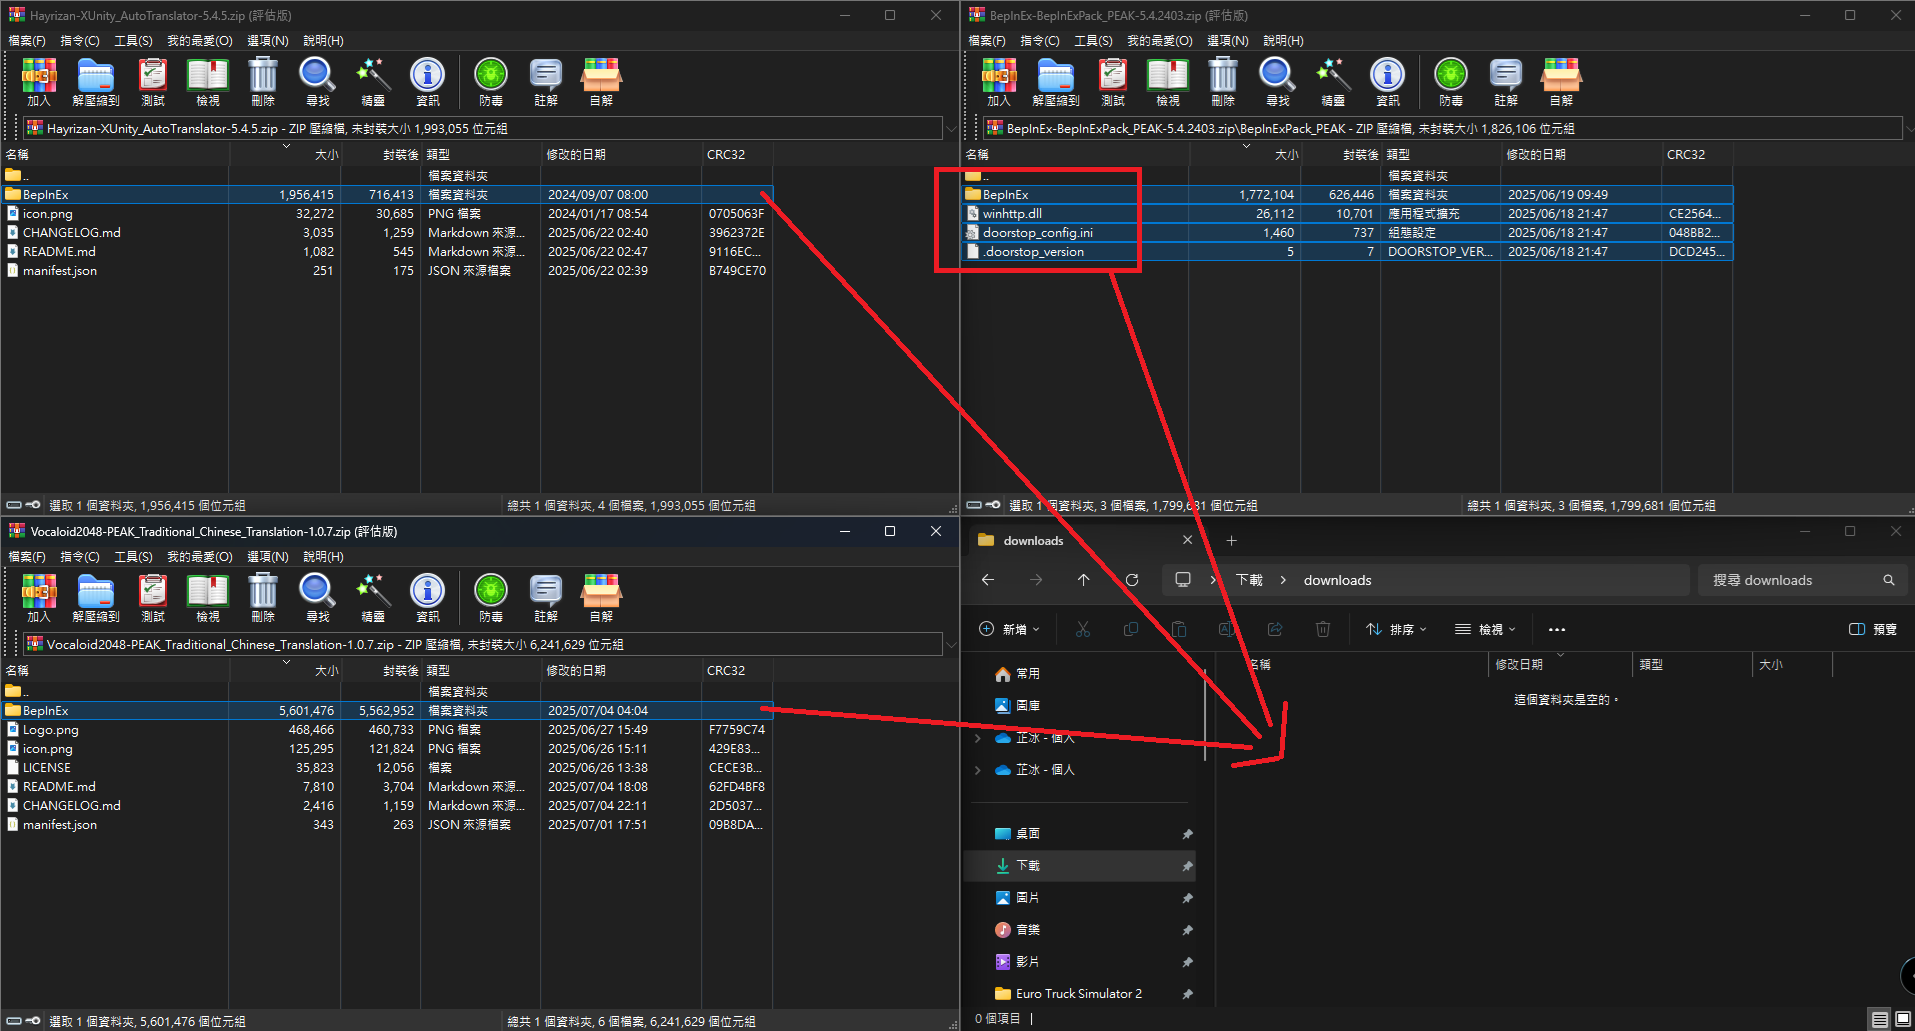 Hayrizan-XUnity_AutoTranslator-5.4.5.zip (評估版)
檔案(F) 指令(C) 工具(S) 我的最愛(O) 選項(N) 說明(H)
加入 解壓縮到 測試 檢視 刪除 尋找 精靈 資訊 防毒 註解 自解
Hayrizan-XUnity_AutoTranslator-5.4.5.zip - ZIP 壓縮檔, 未封裝大小 1,993,055 位元組
名稱 大小 封裝後 類型 修改的日期 CRC32
.. 檔案資料夾
BepInEx 1,956,415 716,413 檔案資料夾 2024/09/07 08:00
icon.png 32,272 30,685 PNG 檔案 2024/01/17 08:54 0705063F
CHANGELOG.md 3,035 1,259 Markdown 來源... 2025/06/22 02:40 3962372E
README.md 1,082 545 Markdown 來源... 2025/06/22 02:47 9116EC...
manifest.json 251 175 JSON 來源檔案 2025/06/22 02:39 B749CE70
選取 1 個資料夾, 1,956,415 個位元組
總共 1 個資料夾, 4 個檔案, 1,993,055 個位元組
BepInEx-BepInExPack_PEAK-5.4.2403.zip (評估版)
檔案(F) 指令(C) 工具(S) 我的最愛(O) 選項(N) 說明(H)
加入 解壓縮到 測試 檢視 刪除 尋找 精靈 資訊 防毒 註解 自解
BepInEx-BepInExPack_PEAK-5.4.2403.zip\BepInExPack_PEAK - ZIP 壓縮檔, 未封裝大小 1,826,106 位元組
名稱 大小 封裝後 類型 修改的日期 CRC32
.. 檔案資料夾
BepInEx 1,772,104 626,446 檔案資料夾 2025/06/19 09:49
winhttp.dll 26,112 10,701 應用程式擴充 2025/06/18 21:47 CE2564...
doorstop_config.ini 1,460 737 組態設定 2025/06/18 21:47 048BB2...
.doorstop_version 5 7 DOORSTOP_VER... 2025/06/18 21:47 DCD245...
選取 1 個資料夾, 3 個檔案, 1,799,681 個位元組
總共 1 個資料夾, 3 個檔案, 1,799,681 個位元組
Vocaloid2048-PEAK_Traditional_Chinese_Translation-1.0.7.zip (評估版)
檔案(F) 指令(C) 工具(S) 我的最愛(O) 選項(N) 說明(H)
加入 解壓縮到 測試 檢視 刪除 尋找 精靈 資訊 防毒 註解 自解
Vocaloid2048-PEAK_Traditional_Chinese_Translation-1.0.7.zip - ZIP 壓縮檔, 未封裝大小 6,241,629 位元組
名稱 大小 封裝後 類型 修改的日期 CRC32
.. 檔案資料夾
BepInEx 5,601,476 5,562,952 檔案資料夾 2025/07/04 04:04
Logo.png 468,466 460,733 PNG 檔案 2025/06/27 15:49 F7759C74
icon.png 125,295 121,824 PNG 檔案 2025/06/26 15:11 429E83...
LICENSE 35,823 12,056 檔案 2025/06/26 13:38 CECE3B...
README.md 7,810 3,704 Markdown 來源... 2025/07/04 18:08 62FD4BF8
CHANGELOG.md 2,416 1,159 Markdown 來源... 2025/07/04 22:11 2D5037...
manifest.json 343 263 JSON 來源檔案 2025/07/01 17:51 09B8DA...
選取 1 個資料夾, 5,601,476 個位元組
總共 1 個資料夾, 6 個檔案, 6,241,629 個位元組
downloads
下載 downloads
搜尋 downloads
新增 排序 檢視 預覽
名稱 修改日期 類型 大小
這個資料夾是空的。
常用
圖庫
芷冰 - 個人
芷冰 - 個人
桌面
下載
圖片
音樂
影片
Euro Truck Simulator 2
0 個項目